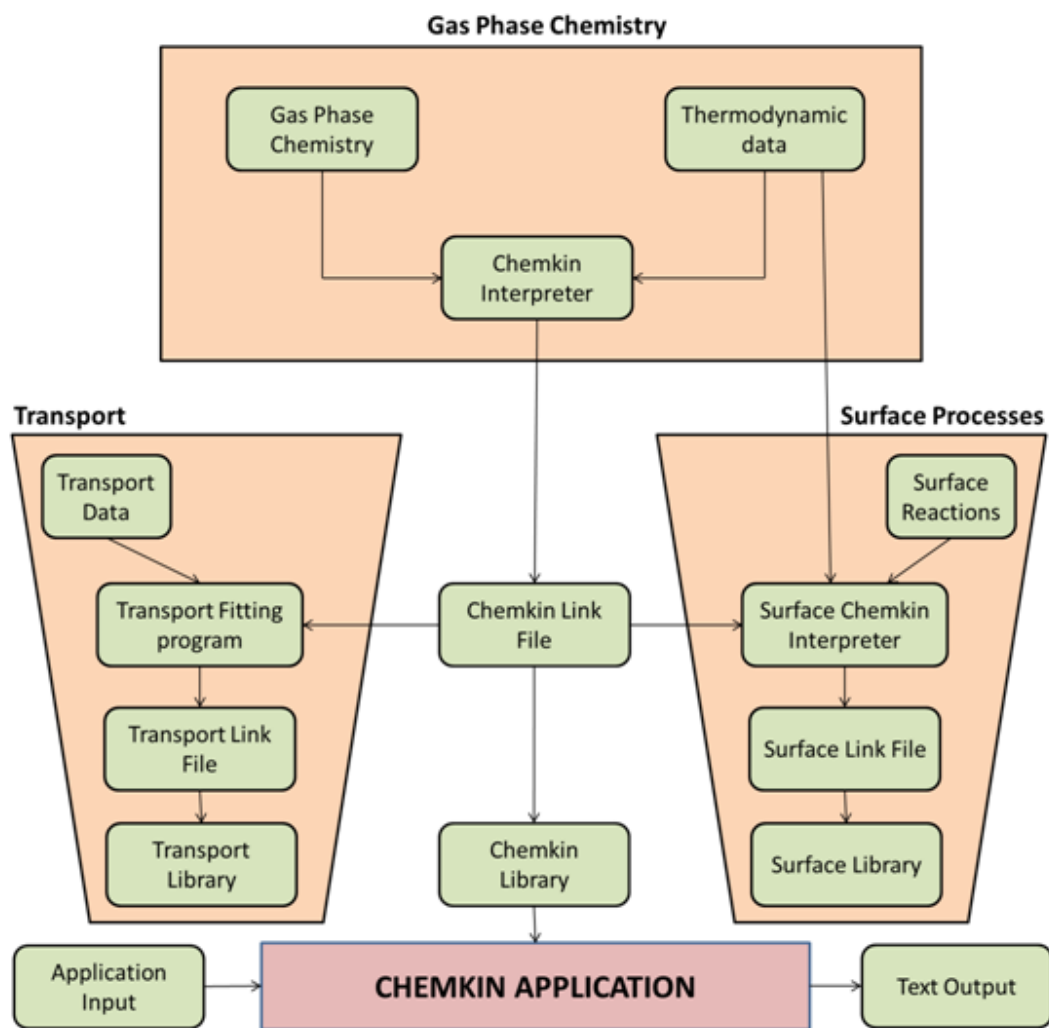 Gas Phase Chemistry
Gas Phase
Chemistry
Thermodynamic
data
Chemkin
Interpreter
Transport
Surface Processes
Transport
Data
Surface
Reactions
Transport Fitting
program
Chemkin Link
File
Surface Chemkin
Interpreter
Transport Link
File
Surface Link File
Transport
Library
Chemkin
Library
Surface Library
Application
Input
CHEMKIN APPLICATION
Text Output